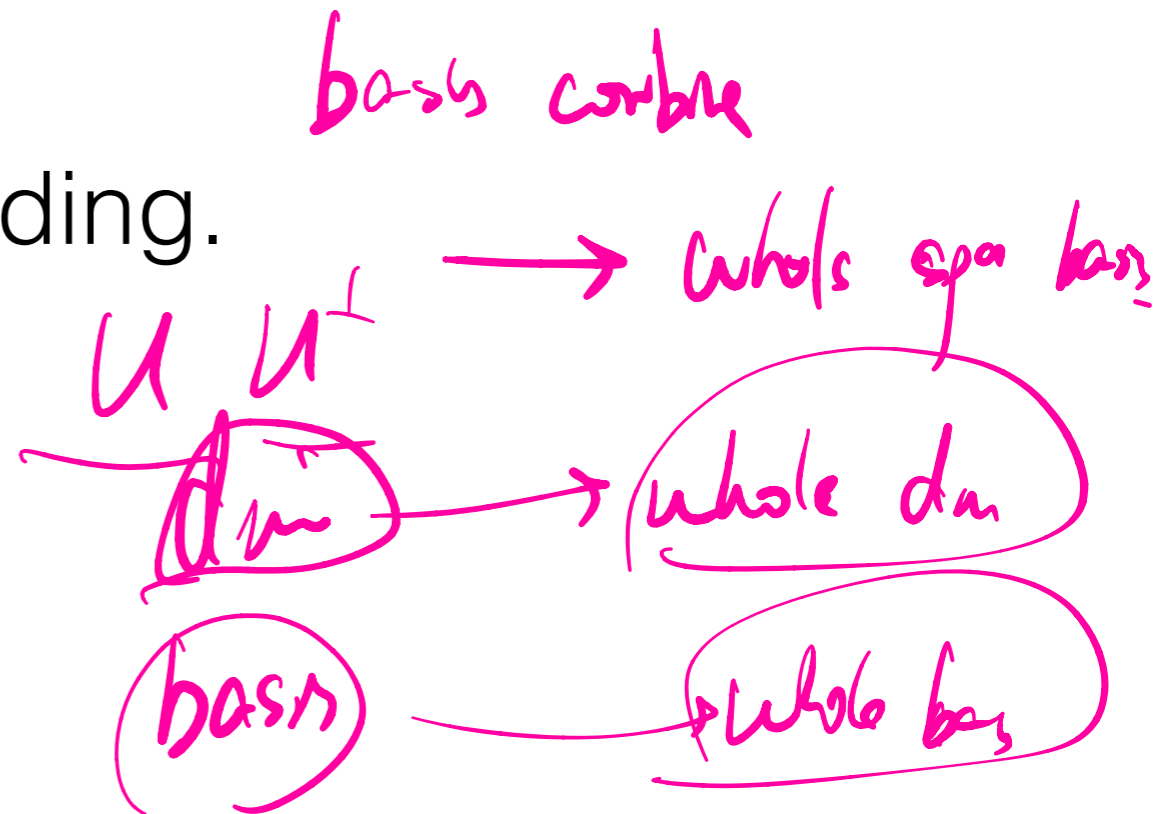 basis combine
ding.
→ whole spa basis
U U⊥
dim → whole dim
basis → whole basis